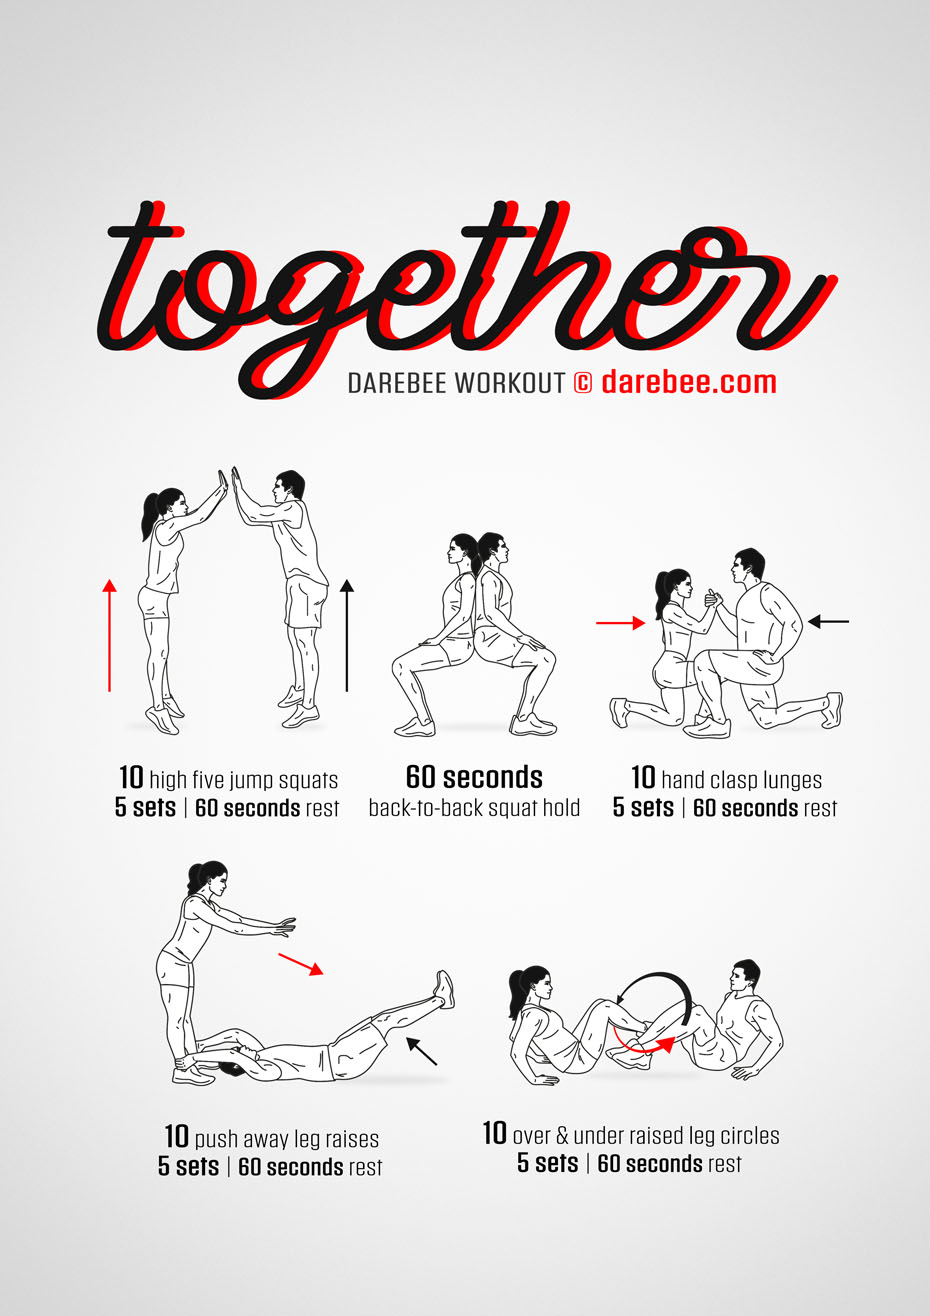 together
DAREBEE WORKOUT © darebee.com
10 high five jump squats
5 sets | 60 seconds rest
60 seconds
back-to-back squat hold
10 hand clasp lunges
5 sets | 60 seconds rest
10 push away leg raises
5 sets | 60 seconds rest
10 over & under raised leg circles
5 sets | 60 seconds rest